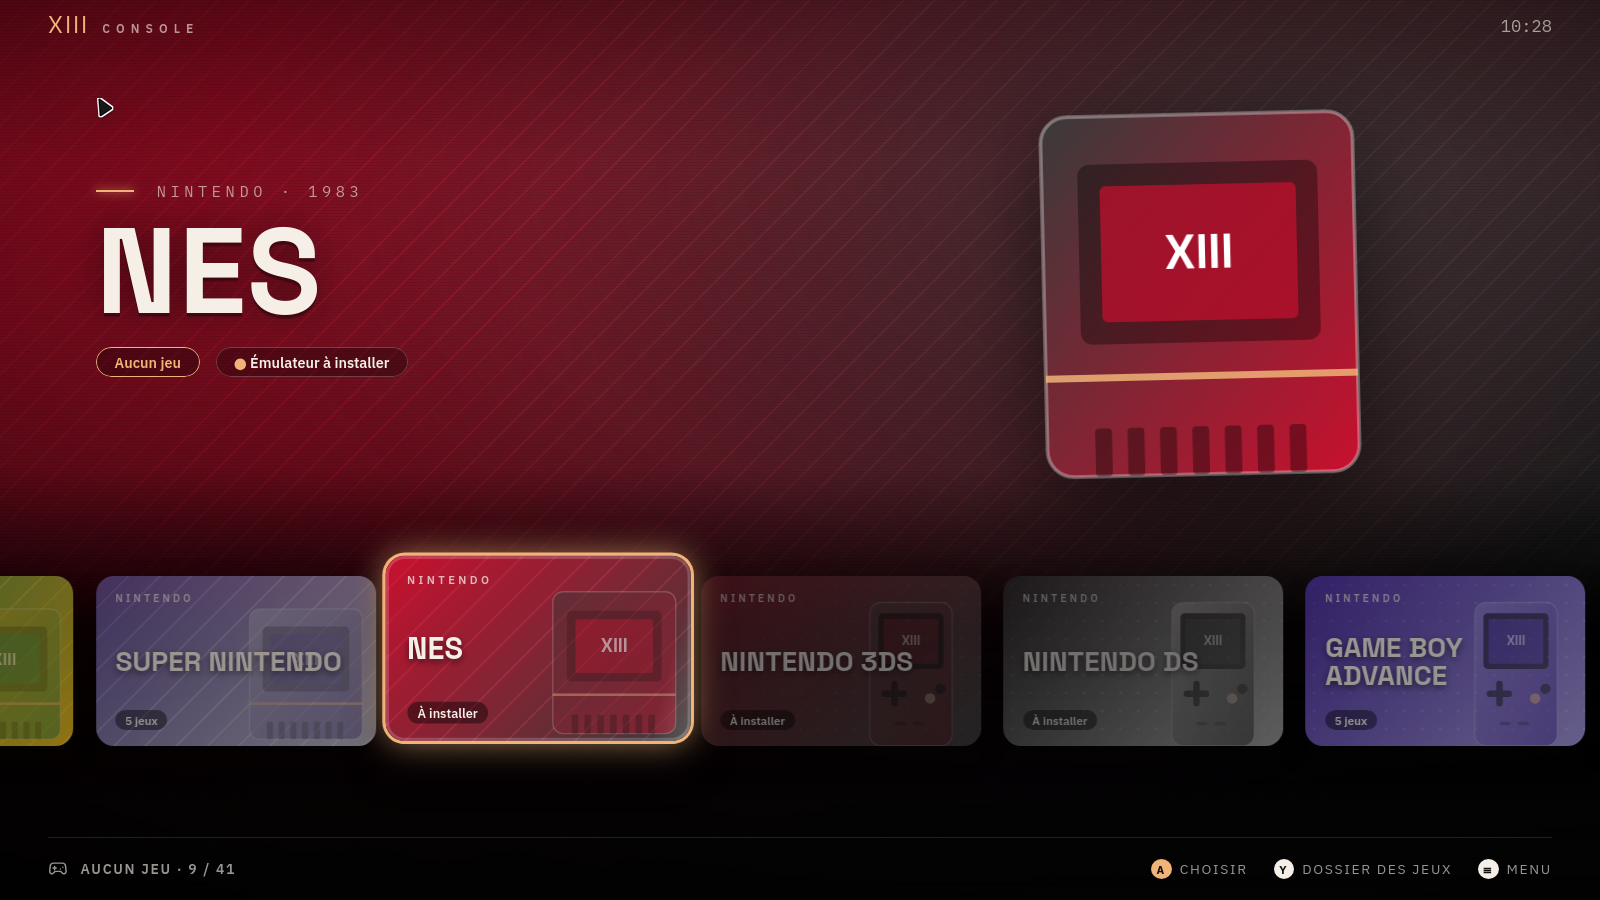 XIII CONSOLE
10:28
NINTENDO · 1983
NES
Aucun jeu
Émulateur à installer
XIII
XIII
NINTENDO
SUPER NINTENDO
5 jeux
NINTENDO
NES
XIII
À installer
NINTENDO
XIII
NINTENDO 3DS
À installer
NINTENDO
XIII
NINTENDO DS
À installer
NINTENDO
XIII
GAME BOY
ADVANCE
5 jeux
AUCUN JEU · 9 / 41
A CHOISIR
Y DOSSIER DES JEUX
≡ MENU